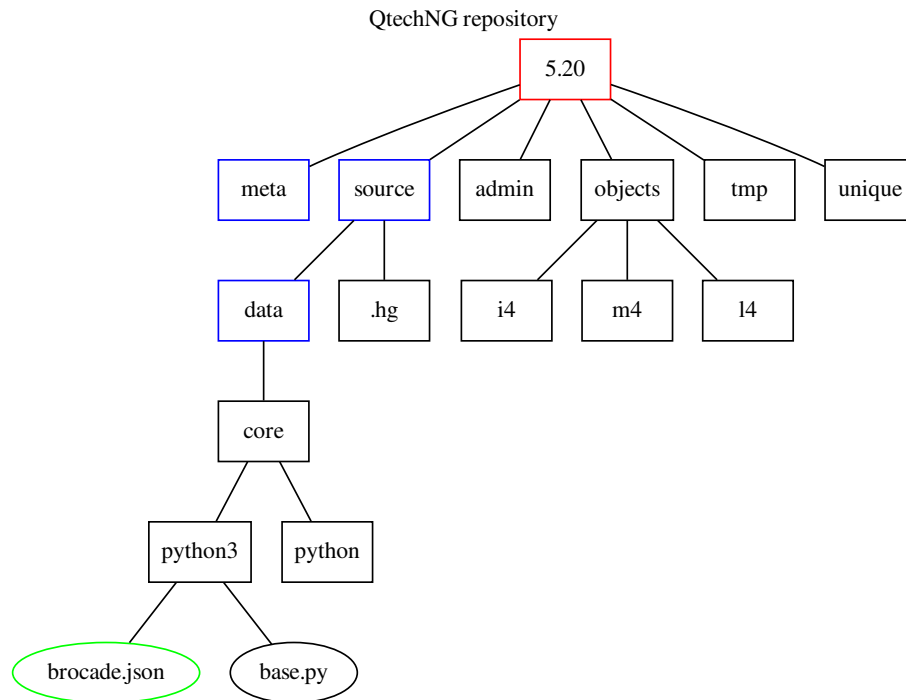 QtechNG repository
5.20
meta
source
admin
objects
tmp
unique
data
.hg
i4
m4
l4
core
python3
python
brocade.json
base.py